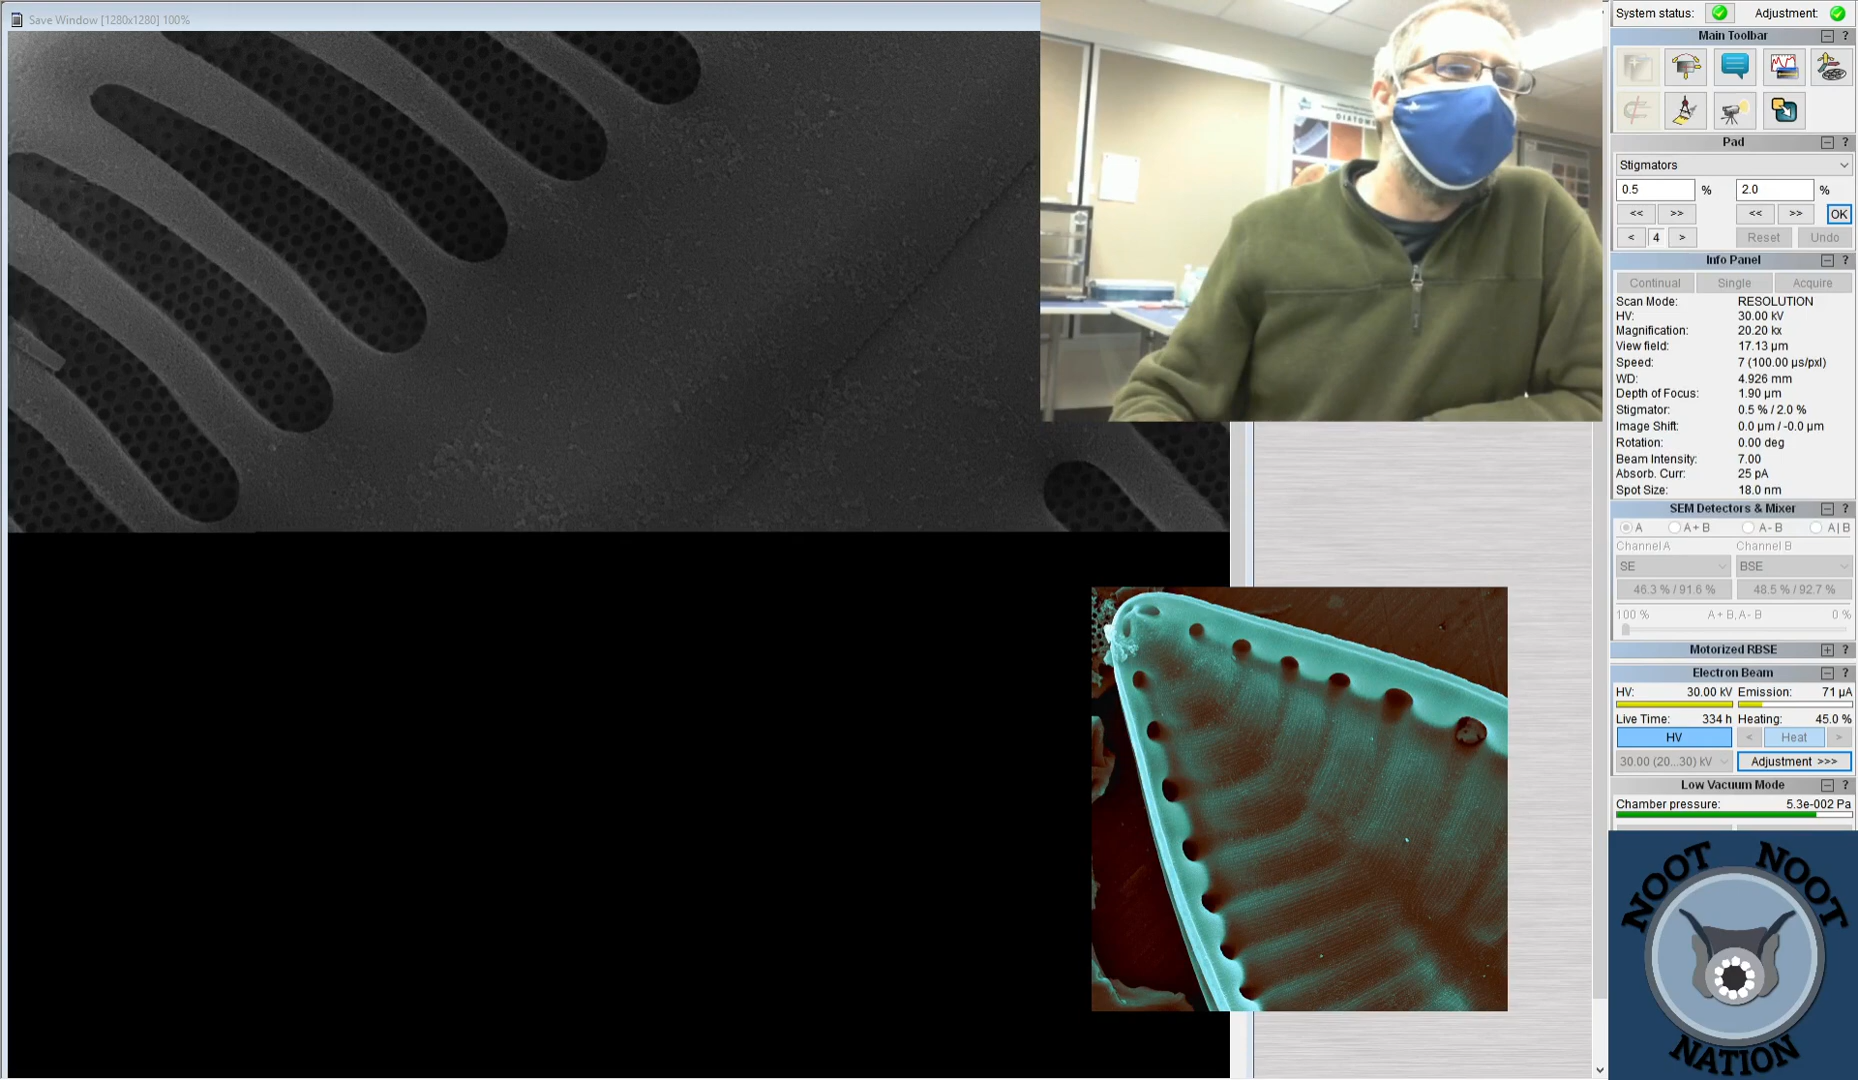 Save Window [1280x1280] 100%
DIATOMS
System status:
Adjustment:
Main Toolbar
?
Pad
?
Stigmators
0.5 %
2.0 %
<< >>
<< >> OK
< 4 >
Reset Undo
Info Panel
?
Continual Single Acquire
Scan Mode: RESOLUTION
HV: 30.00 kV
Magnification: 20.20 kx
View field: 17.13 µm
Speed: 7 (100.00 µs/pxl)
WD: 4.926 mm
Depth of Focus: 1.90 µm
Stigmator: 0.5 % / 2.0 %
Image Shift: 0.0 µm / -0.0 µm
Rotation: 0.00 deg
Beam Intensity: 7.00
Absorb. Curr: 25 pA
Spot Size: 18.0 nm
SEM Detectors & Mixer
?
A A + B A - B A | B
Channel A Channel B
SE BSE
46.3 % / 91.6 % 48.5 % / 92.7 %
100 % A + B, A - B 0 %
Motorized RBSE
?
Electron Beam
?
HV: 30.00 kV Emission: 71 µA
Live Time: 334 h Heating: 45.0 %
HV < Heat >
30.00 (20...30) kV Adjustment >>>
Low Vacuum Mode
?
Chamber pressure: 5.3e-002 Pa
NOOT NOOT
NATION